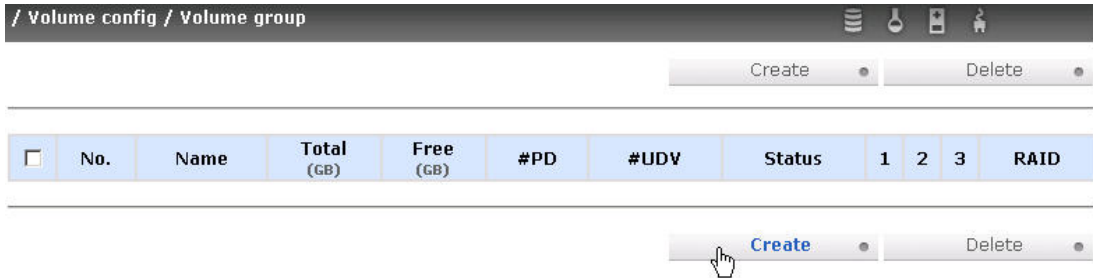 / Volume config / Volume group
Create Delete
No. Name Total (GB) Free (GB) #PD #UDV Status 1 2 3 RAID
Create Delete